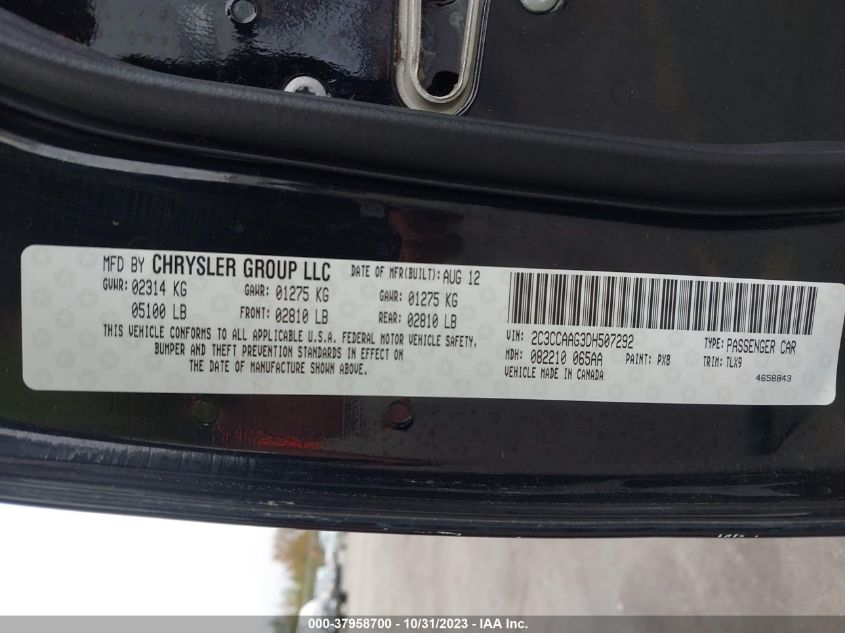 MFD BY CHRYSLER GROUP LLC
DATE OF MFR(BUILT): AUG 12
GVWR: 02314 KG GAWR: 01275 KG GAWR: 01275 KG
05100 LB FRONT: 02810 LB REAR: 02810 LB
THIS VEHICLE CONFORMS TO ALL APPLICABLE U.S.A. FEDERAL MOTOR VEHICLE SAFETY,
BUMPER AND THEFT PREVENTION STANDARDS IN EFFECT ON
THE DATE OF MANUFACTURE SHOWN ABOVE.
VIN: 2C3CCAAG3DH507292 TYPE: PASSENGER CAR
MDH: 082210 065AA PAINT: PX8 TRIM: TLX9
VEHICLE MADE IN CANADA 4658843
000-37958700 - 10/31/2023 - IAA Inc.